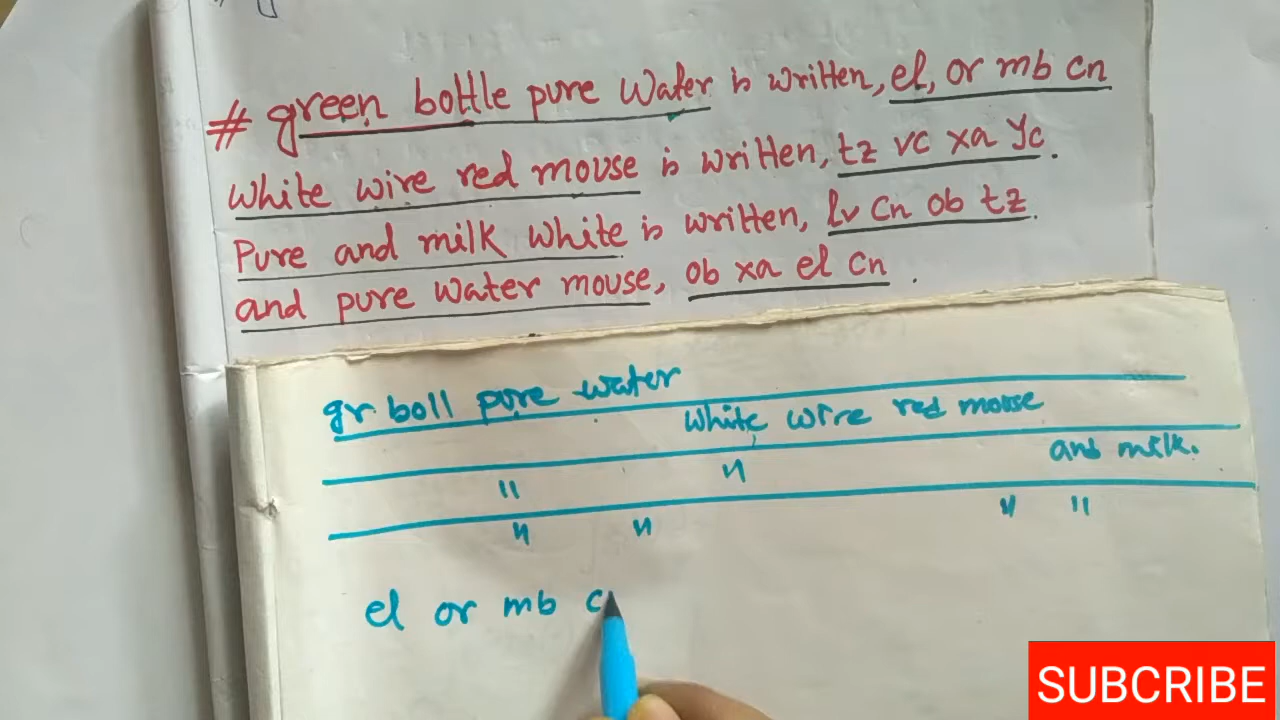 # green bottle pure water is written, el, or mb cn
white wire red mouse is written, tz vc xa yc.
Pure and milk white is written, lv cn ob tz.
and pure water mouse, ob xa el cn.
gr. botl pure water
white wire red mouse
and milk.
" "
" " " "
el or mb c
SUBCRIBE